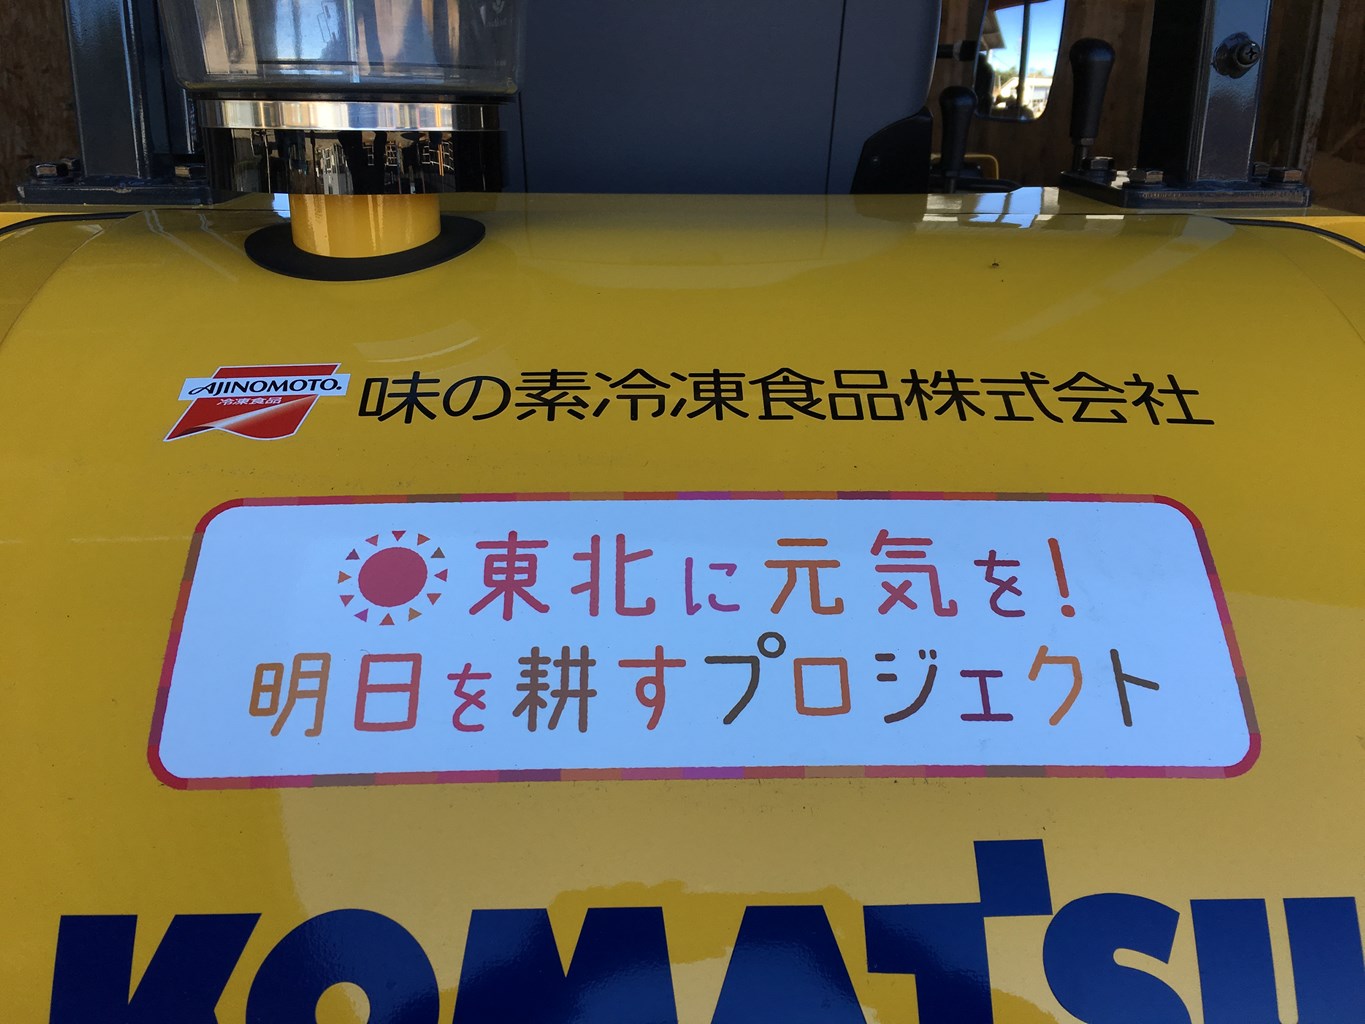 AJINOMOTO®
冷凍食品
味の素冷凍食品株式会社
東北に元気を!
明日を耕すプロジェクト
KOMATSU